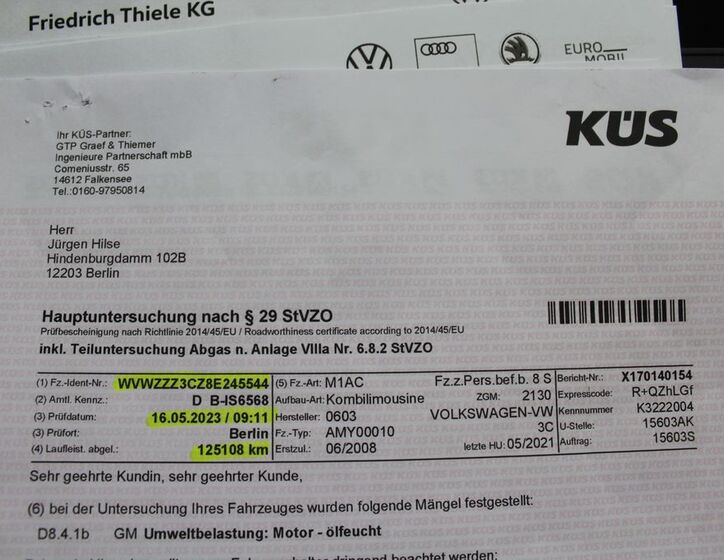 Friedrich Thiele KG
EURO
MOBIL
KÜS
Ihr KÜS-Partner:
GTP Graef & Thiemer
Ingenieure Partnerschaft mbB
Comeniusstr. 65
14612 Falkensee
Tel.:0160-97950814
Herr
Jürgen Hilse
Hindenburgdamm 102B
12203 Berlin
Hauptuntersuchung nach § 29 StVZO
Prüfbescheinigung nach Richtlinie 2014/45/EU / Roadworthiness certificate according to 2014/45/EU
inkl. Teiluntersuchung Abgas n. Anlage VIIIa Nr. 6.8.2 StVZO
(1) Fz.-Ident-Nr.: WVWZZZ3CZ8E245544 (5) Fz.-Art: M1AC Fz.z.Pers.bef.b. 8 S Bericht-Nr.: X170140154
(2) Amtl. Kennz.: D B-IS6568 Aufbau-Art: Kombilimousine ZGM: 2130 Expresscode: R+QZhLGf
(3) Prüfdatum: 16.05.2023 / 09:11 Hersteller: 0603 VOLKSWAGEN-VW Kennnummer K3222004
(3) Prüfort: Berlin Fz.-Typ: AMY00010 3C U-Stelle: 15603AK
(4) Laufleist. abgel.: 125108 km Erstzul.: 06/2008 letzte HU: 05/2021 Auftrag: 15603S
Sehr geehrte Kundin, sehr geehrter Kunde,
(6) bei der Untersuchung Ihres Fahrzeuges wurden folgende Mängel festgestellt:
D8.4.1b GM Umweltbelastung: Motor - ölfeucht
dringend beachtet werden: